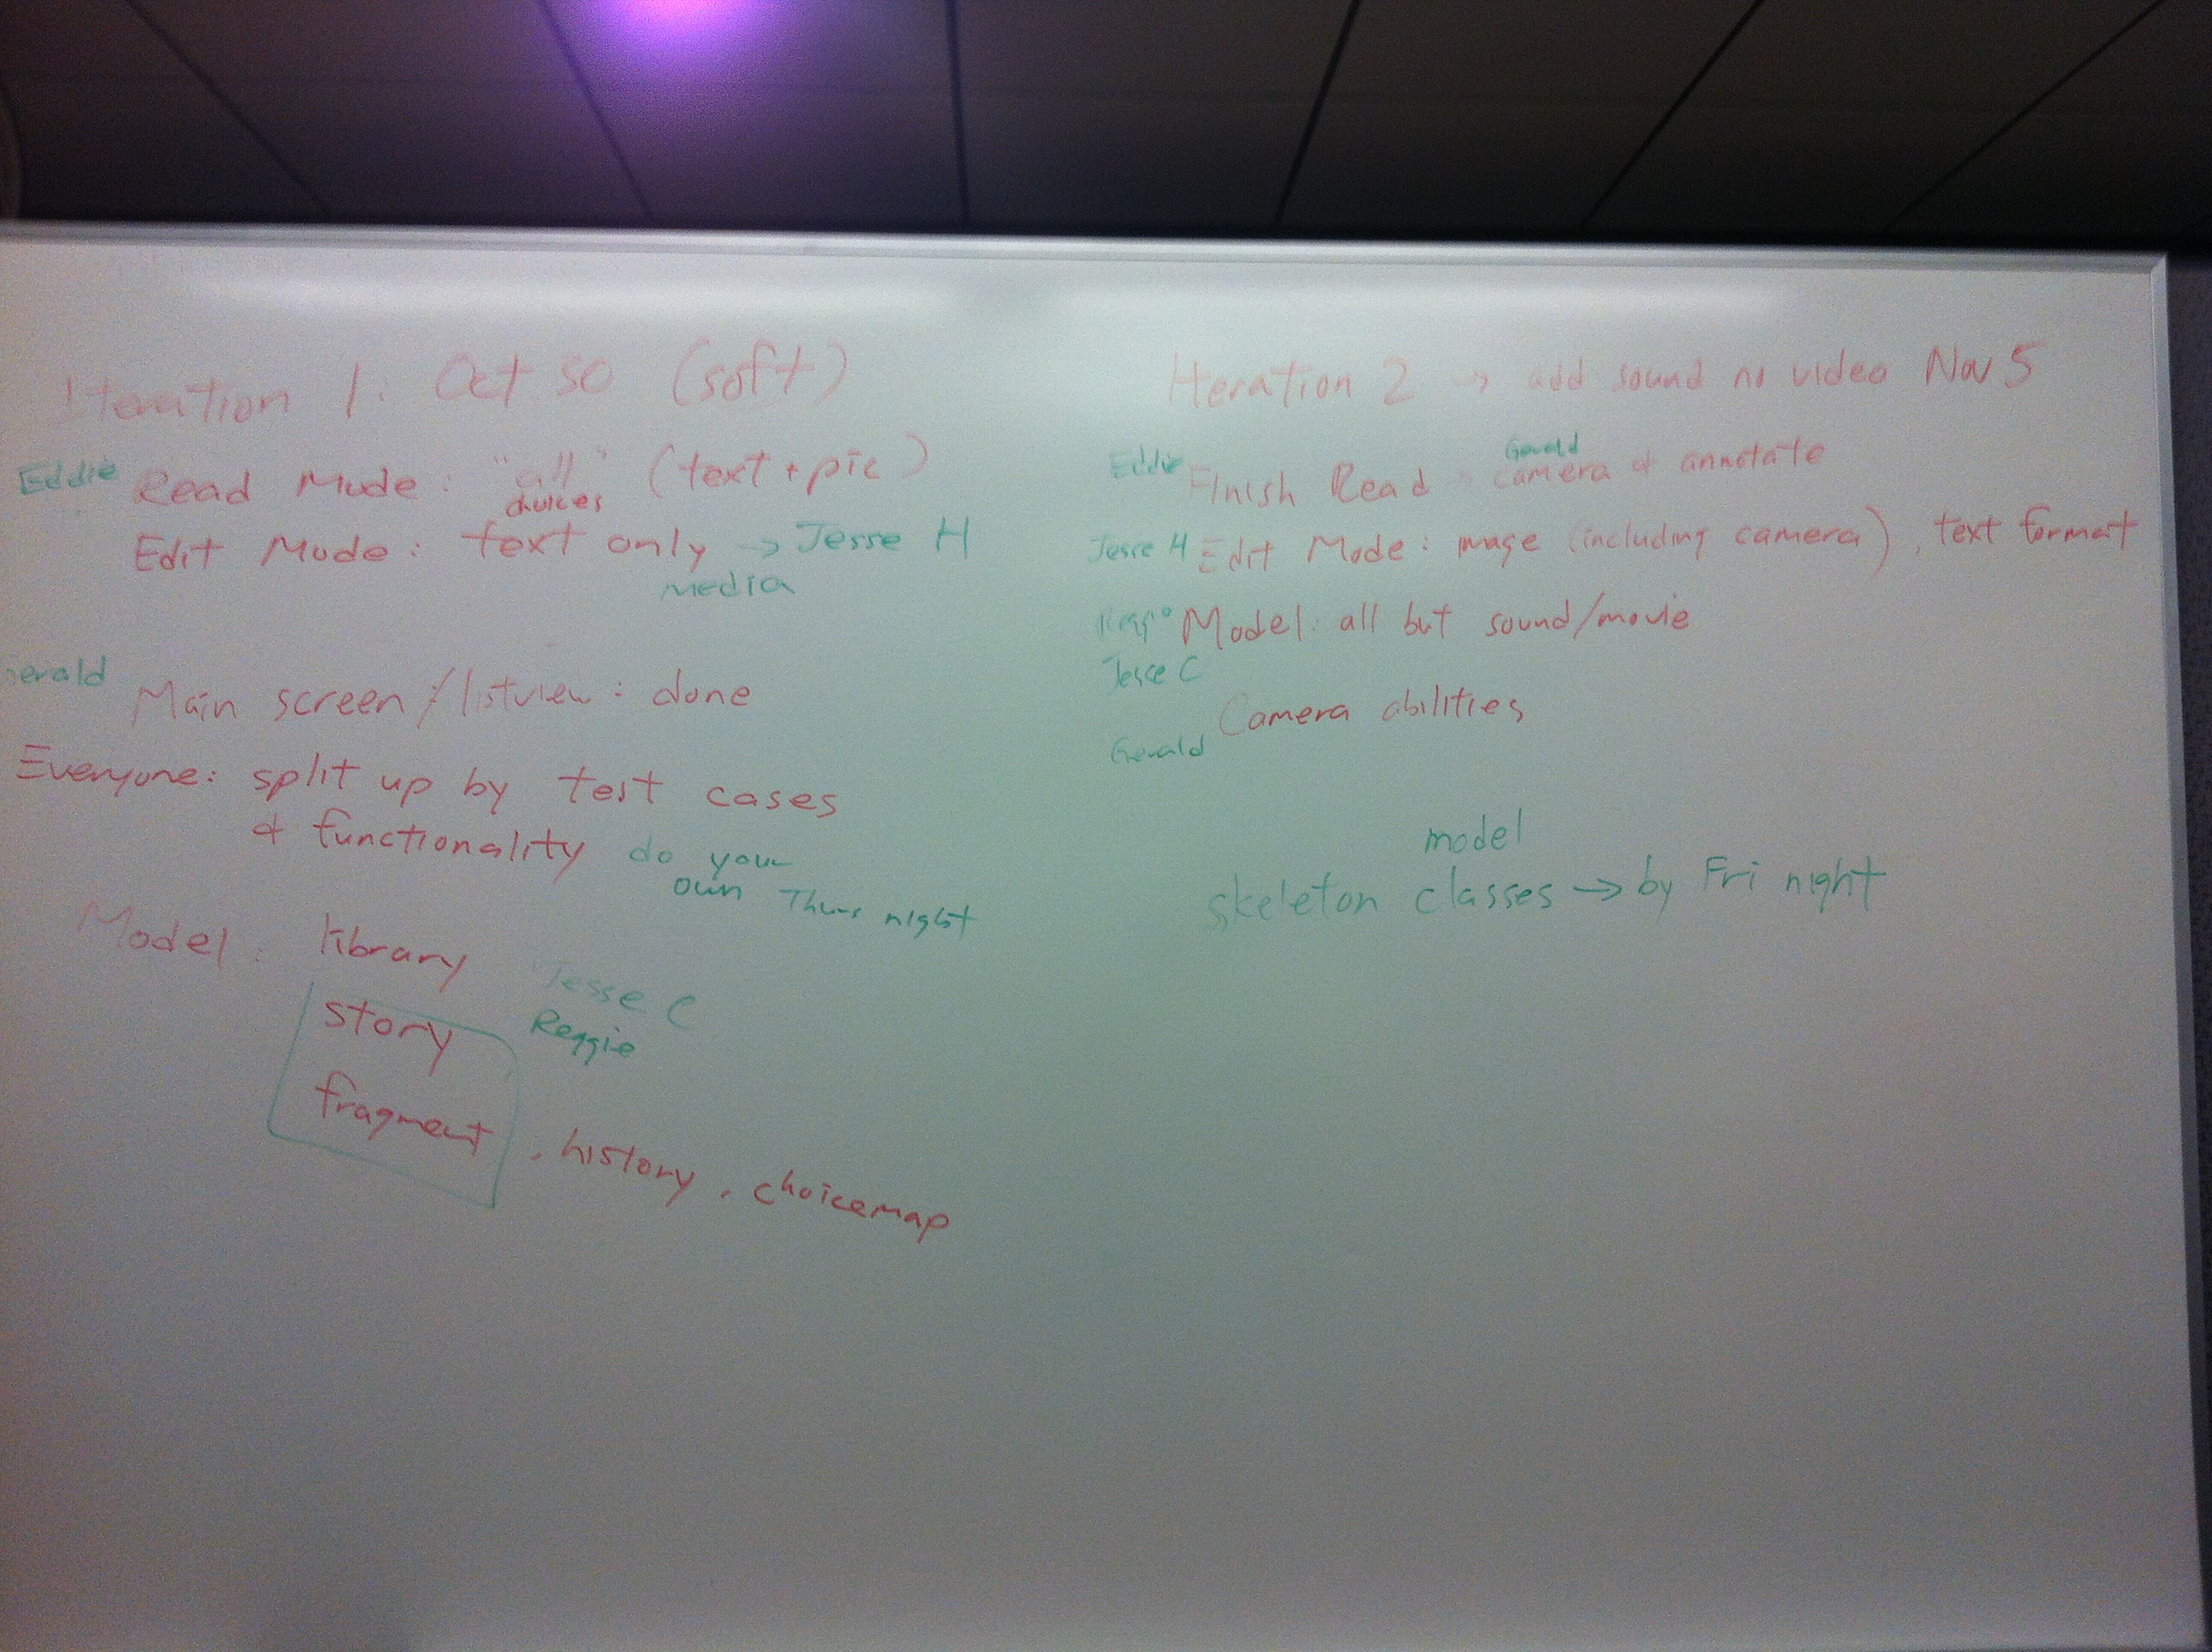 Iteration 1: Oct 30 (soft)
Eddie Read Mode: "all" (text + pic)
choices
Edit Mode: text only → Jesse H
media
erald Main screen/listview: done
Everyone: split up by test cases
& functionality do your
own Thurs night
Model: library
Jesse C
story Reggie
fragment, history, choicemap
Iteration 2 → add sound no video Nov 5
Gerald
Eddie Finish Read camera & annotate
Jesse H Edit Mode: image (including camera), text format
Model: all but sound/movie
Jesse C
Camera abilities
Gerald
model
skeleton classes → by Fri night